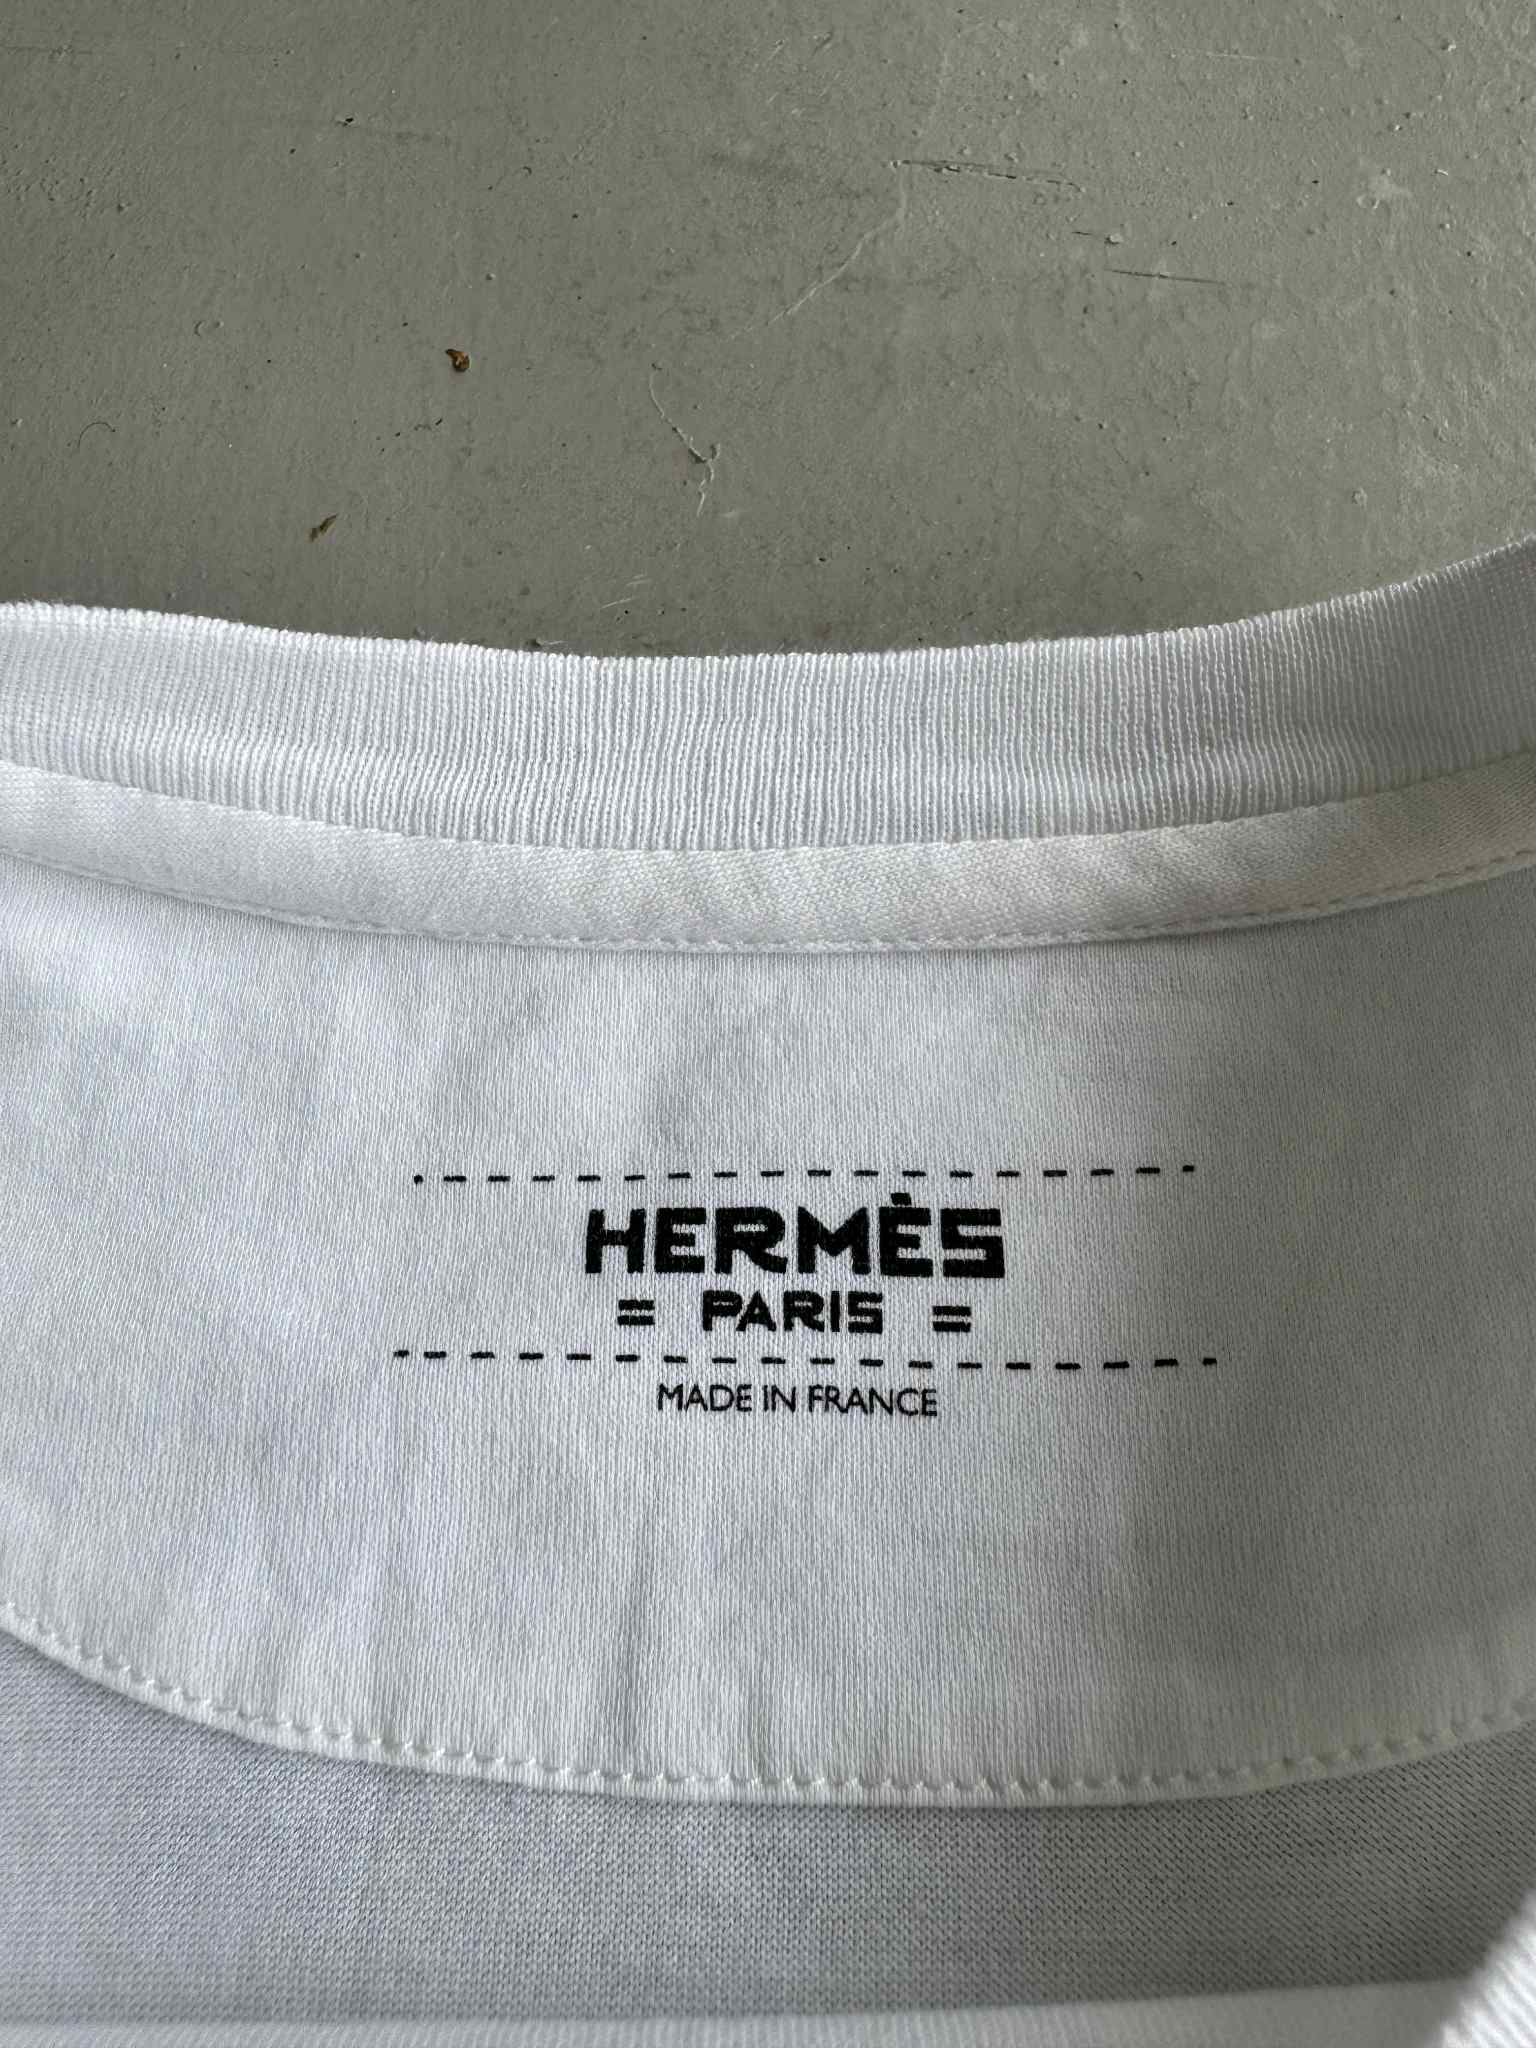 HERMÈS
= PARIS =
MADE IN FRANCE